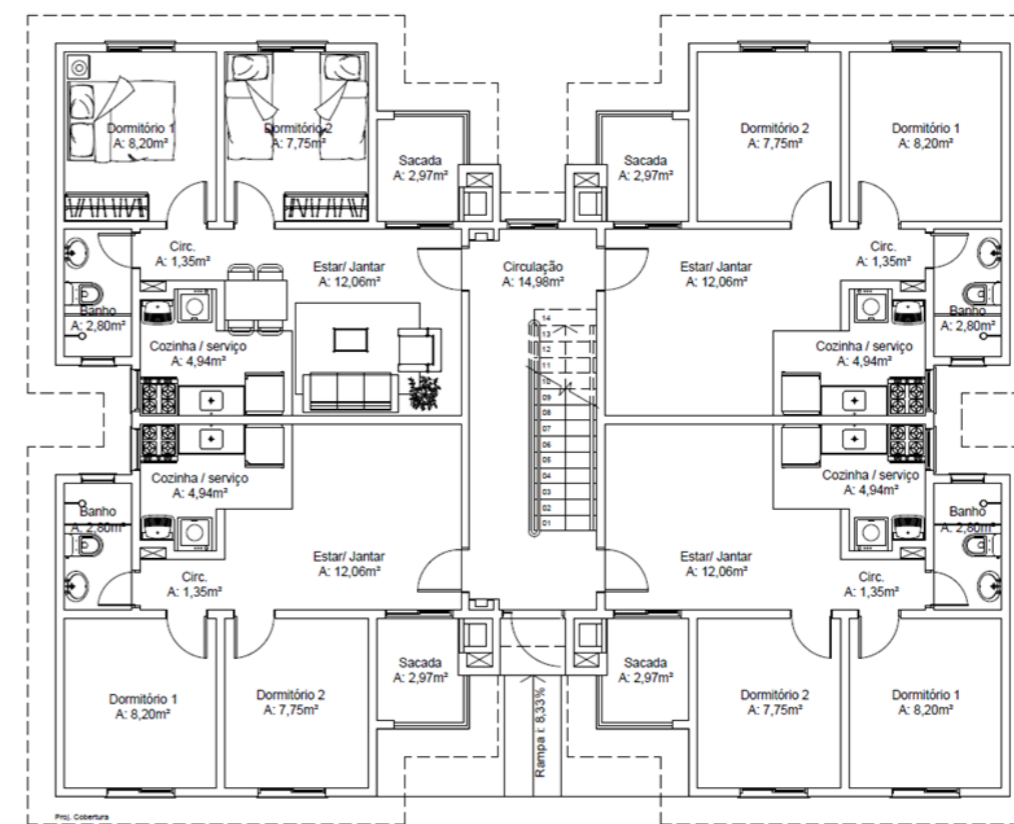 Dormitório 1
A: 8,20m²
Dormitório 2
A: 7,75m²
Sacada
A: 2,97m²
Sacada
A: 2,97m²
Dormitório 2
A: 7,75m²
Dormitório 1
A: 8,20m²
Circ.
A: 1,35m²
Estar/ Jantar
A: 12,06m²
Circulação
A: 14,98m²
Estar/ Jantar
A: 12,06m²
Circ.
A: 1,35m²
Banho
A: 2,80m²
Cozinha / serviço
A: 4,94m²
Cozinha / serviço
A: 4,94m²
Banho
A: 2,80m²
14
13
12
11
10
09
08
07
06
05
04
03
02
01
Cozinha / serviço
A: 4,94m²
Cozinha / serviço
A: 4,94m²
Banho
A: 2,80m²
Banho
A: 2,80m²
Estar/ Jantar
A: 12,06m²
Estar/ Jantar
A: 12,06m²
Circ.
A: 1,35m²
Circ.
A: 1,35m²
Dormitório 1
A: 8,20m²
Dormitório 2
A: 7,75m²
Sacada
A: 2,97m²
Rampa i: 8,33%
Sacada
A: 2,97m²
Dormitório 2
A: 7,75m²
Dormitório 1
A: 8,20m²
Proj. Cobertura